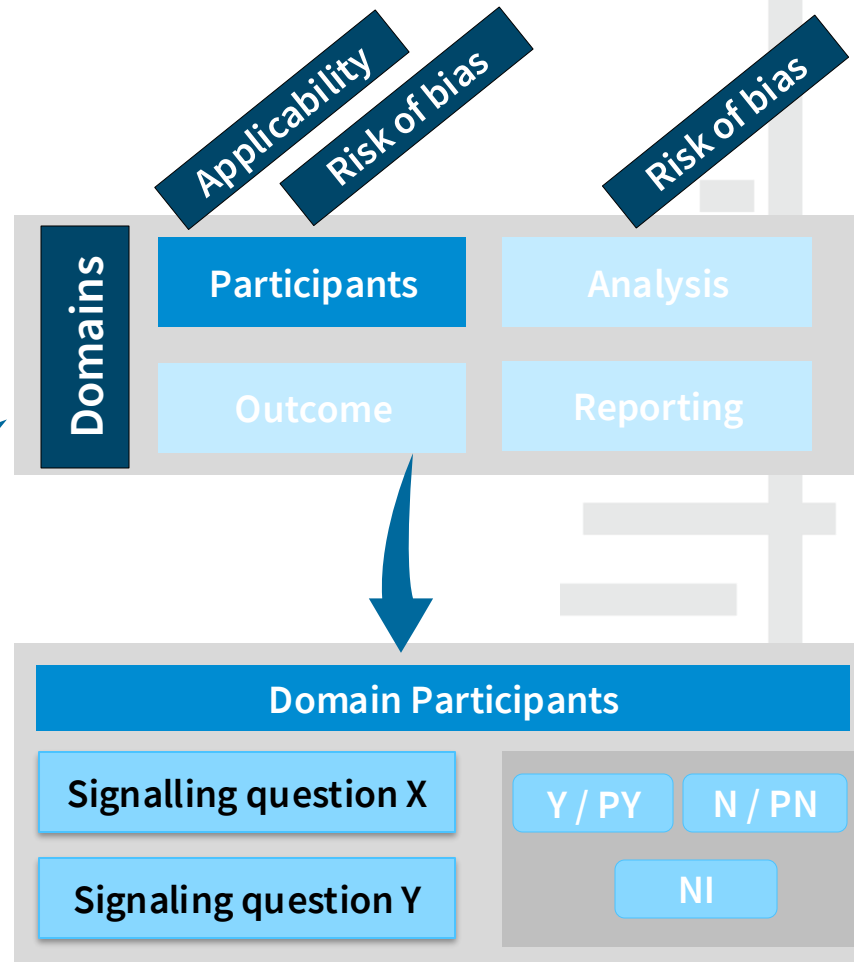 Applicability
Risk of bias
Risk of bias
Domains
Participants
Analysis
Outcome
Reporting
Domain Participants
Signalling question X
Y / PY
N / PN
Signaling question Y
NI